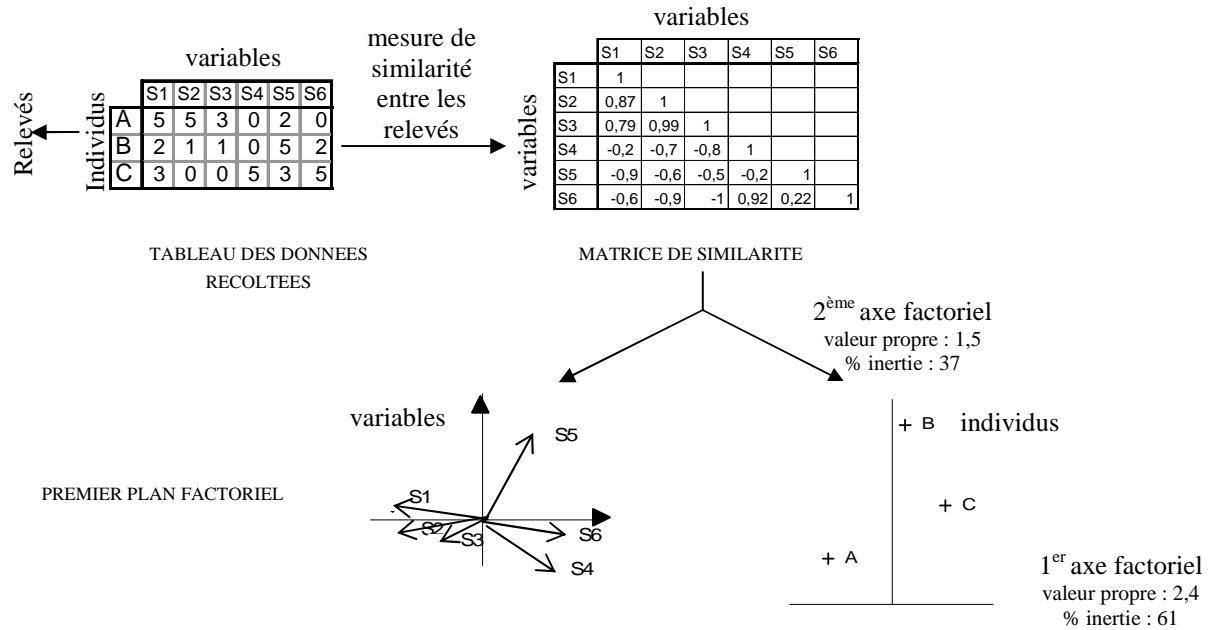 variables
S1 S2 S3 S4 S5 S6
A 5 5 3 0 2 0
B 2 1 1 0 5 2
C 3 0 0 5 3 5
Individus
Relevés
mesure de
similarité
entre les
relevés
variables
S1 S2 S3 S4 S5 S6
S1 1
S2 0,87 1
S3 0,79 0,99 1
S4 -0,2 -0,7 -0,8 1
S5 -0,9 -0,6 -0,5 -0,2 1
S6 -0,6 -0,9 -1 0,92 0,22 1
variables
TABLEAU DES DONNEES
RECOLTEES
MATRICE DE SIMILARITE
2ème axe factoriel
valeur propre : 1,5
% inertie : 37
variables
S5
S1
S2
S3
S6
S4
PREMIER PLAN FACTORIEL
+ B individus
+ C
+ A
1er axe factoriel
valeur propre : 2,4
% inertie : 61